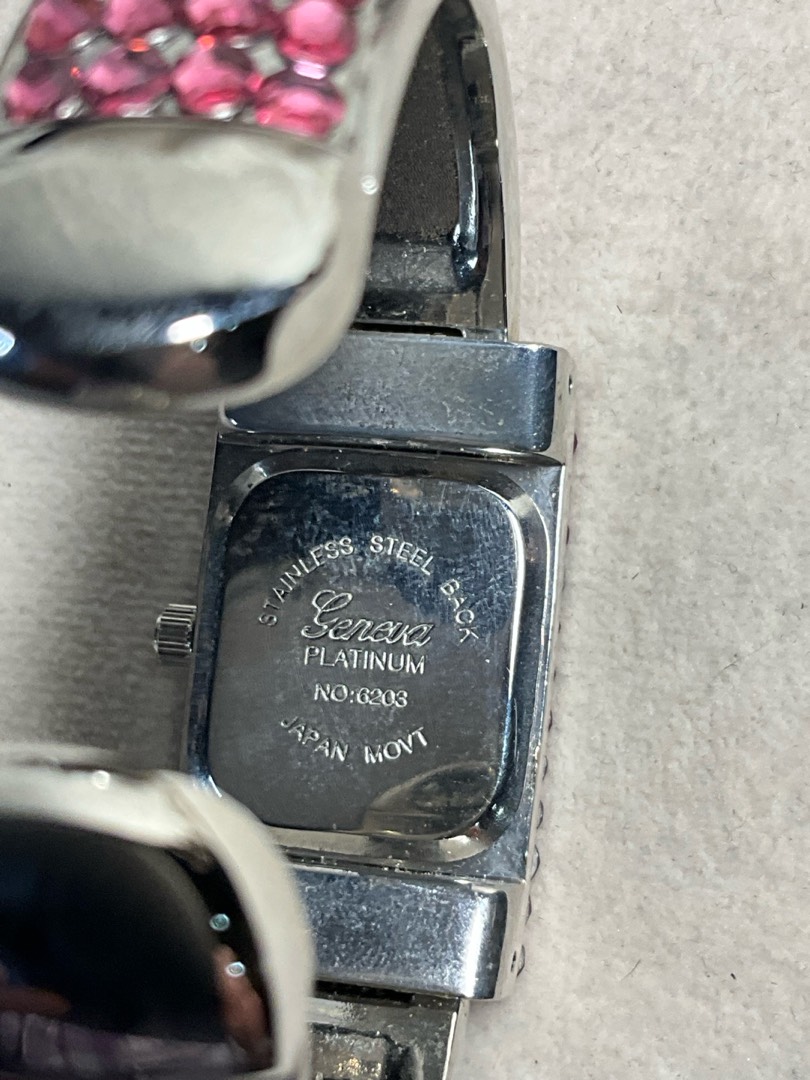 STAINLESS STEEL BACK
Geneva
PLATINUM
NO:6203
JAPAN MOVT